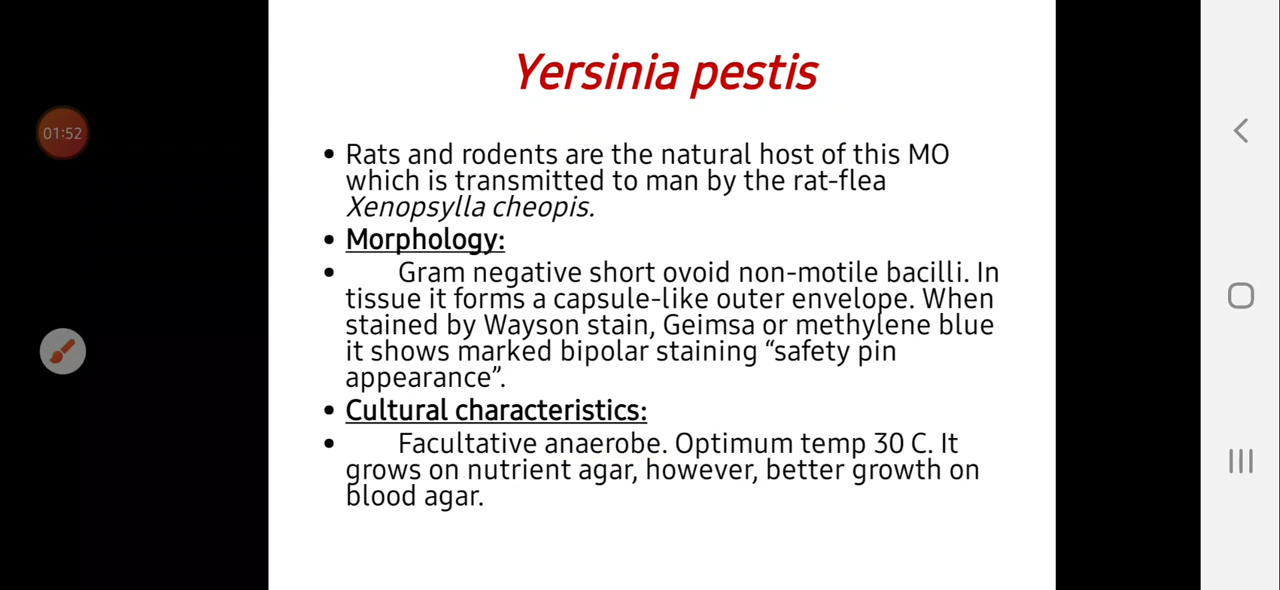 Yersinia pestis
01:52
• Rats and rodents are the natural host of this MO
which is transmitted to man by the rat-flea
Xenopsylla cheopis.
• Morphology:
• Gram negative short ovoid non-motile bacilli. In
tissue it forms a capsule-like outer envelope. When
stained by Wayson stain, Geimsa or methylene blue
it shows marked bipolar staining “safety pin
appearance”.
• Cultural characteristics:
• Facultative anaerobe. Optimum temp 30 C. It
grows on nutrient agar, however, better growth on
blood agar.